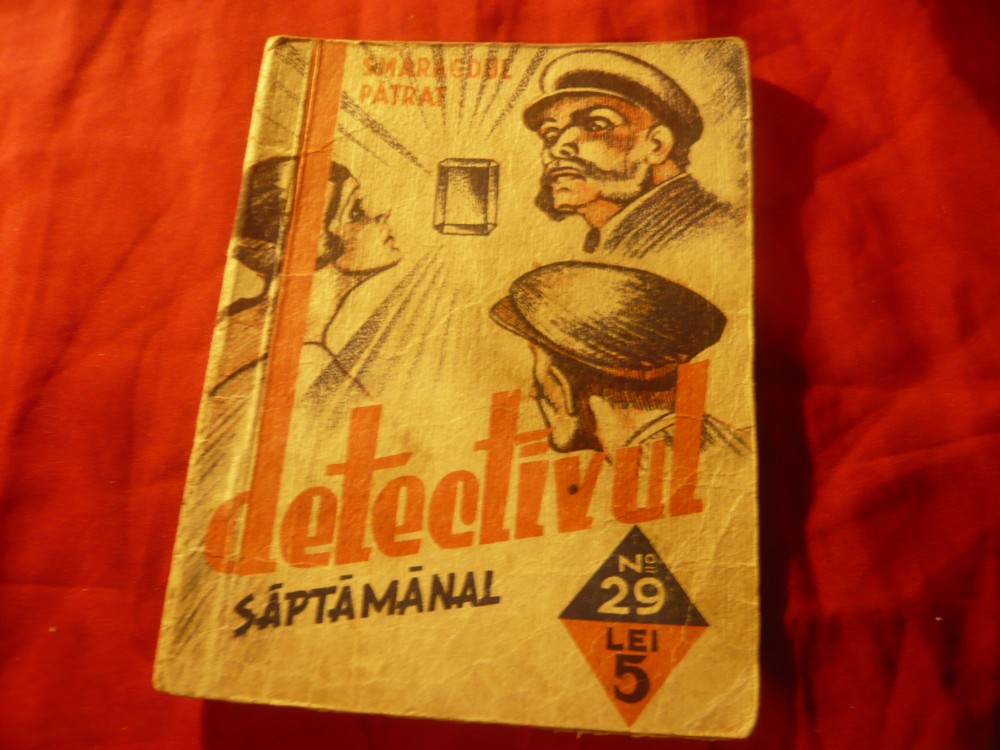 SMARAGDUL
PĂTRAT
detectivul
SĂPTĂMÂNAL
No
29
LEI
5